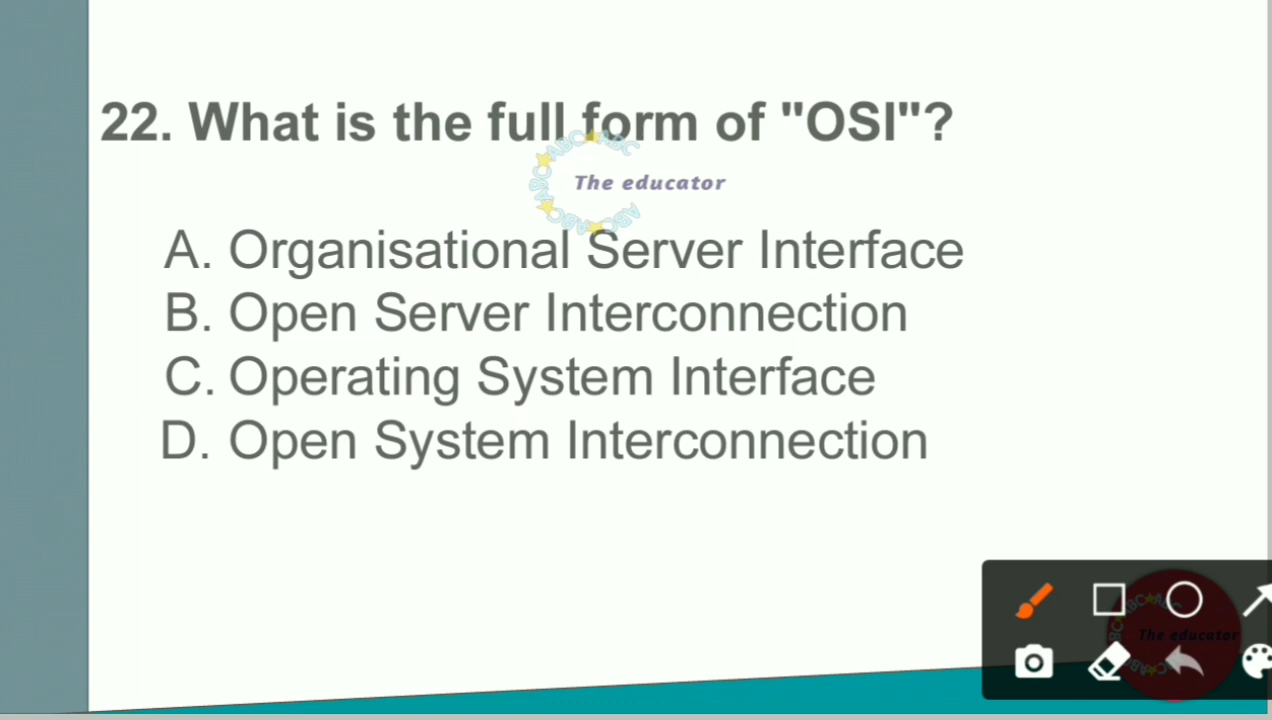 22. What is the full form of "OSI"?
The educator
A. Organisational Server Interface
B. Open Server Interconnection
C. Operating System Interface
D. Open System Interconnection
The educator